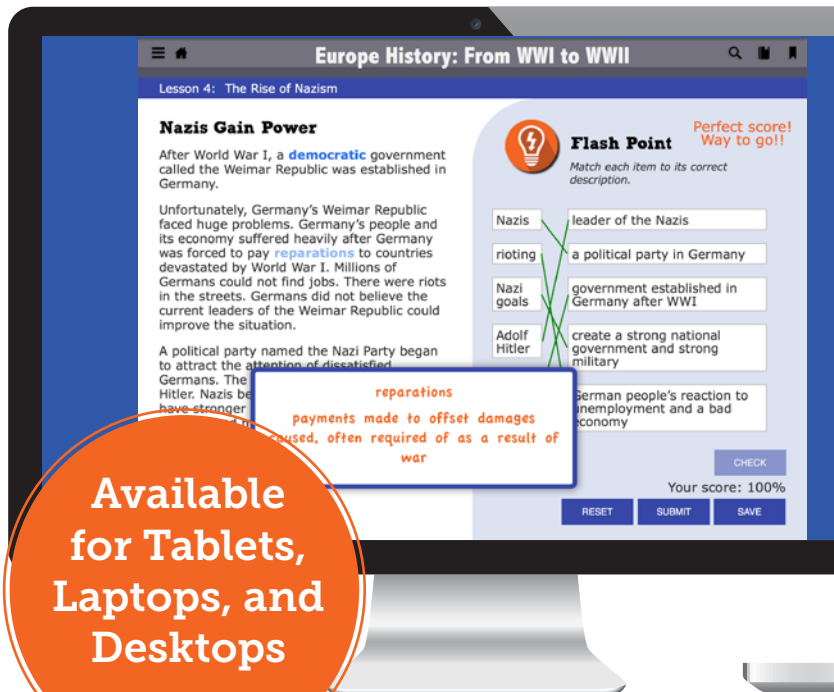 Europe History: From WWI to WWII
Lesson 4: The Rise of Nazism
Nazis Gain Power
After World War I, a democratic government
called the Weimar Republic was established in
Germany.
Unfortunately, Germany's Weimar Republic
faced huge problems. Germany's people and
its economy suffered heavily after Germany
was forced to pay reparations to countries
devastated by World War I. Millions of
Germans could not find jobs. There were riots
in the streets. Germans did not believe the
current leaders of the Weimar Republic could
improve the situation.
A political party named the Nazi Party began
to attract the attention of dissatisfied
Germans. The
Hitler. Nazis
have stronger
reparations
payments made to offset damages
caused, often required of as a result of
war
Flash Point
Perfect score!
Way to go!!
Match each item to its correct
description.
Nazis
rioting
Nazi
goals
Adolf
Hitler
leader of the Nazis
a political party in Germany
government established in
Germany after WWI
create a strong national
government and strong
military
German people's reaction to
unemployment and a bad
economy
CHECK
Your score: 100%
RESET
SUBMIT
SAVE
Available
for Tablets,
Laptops, and
Desktops